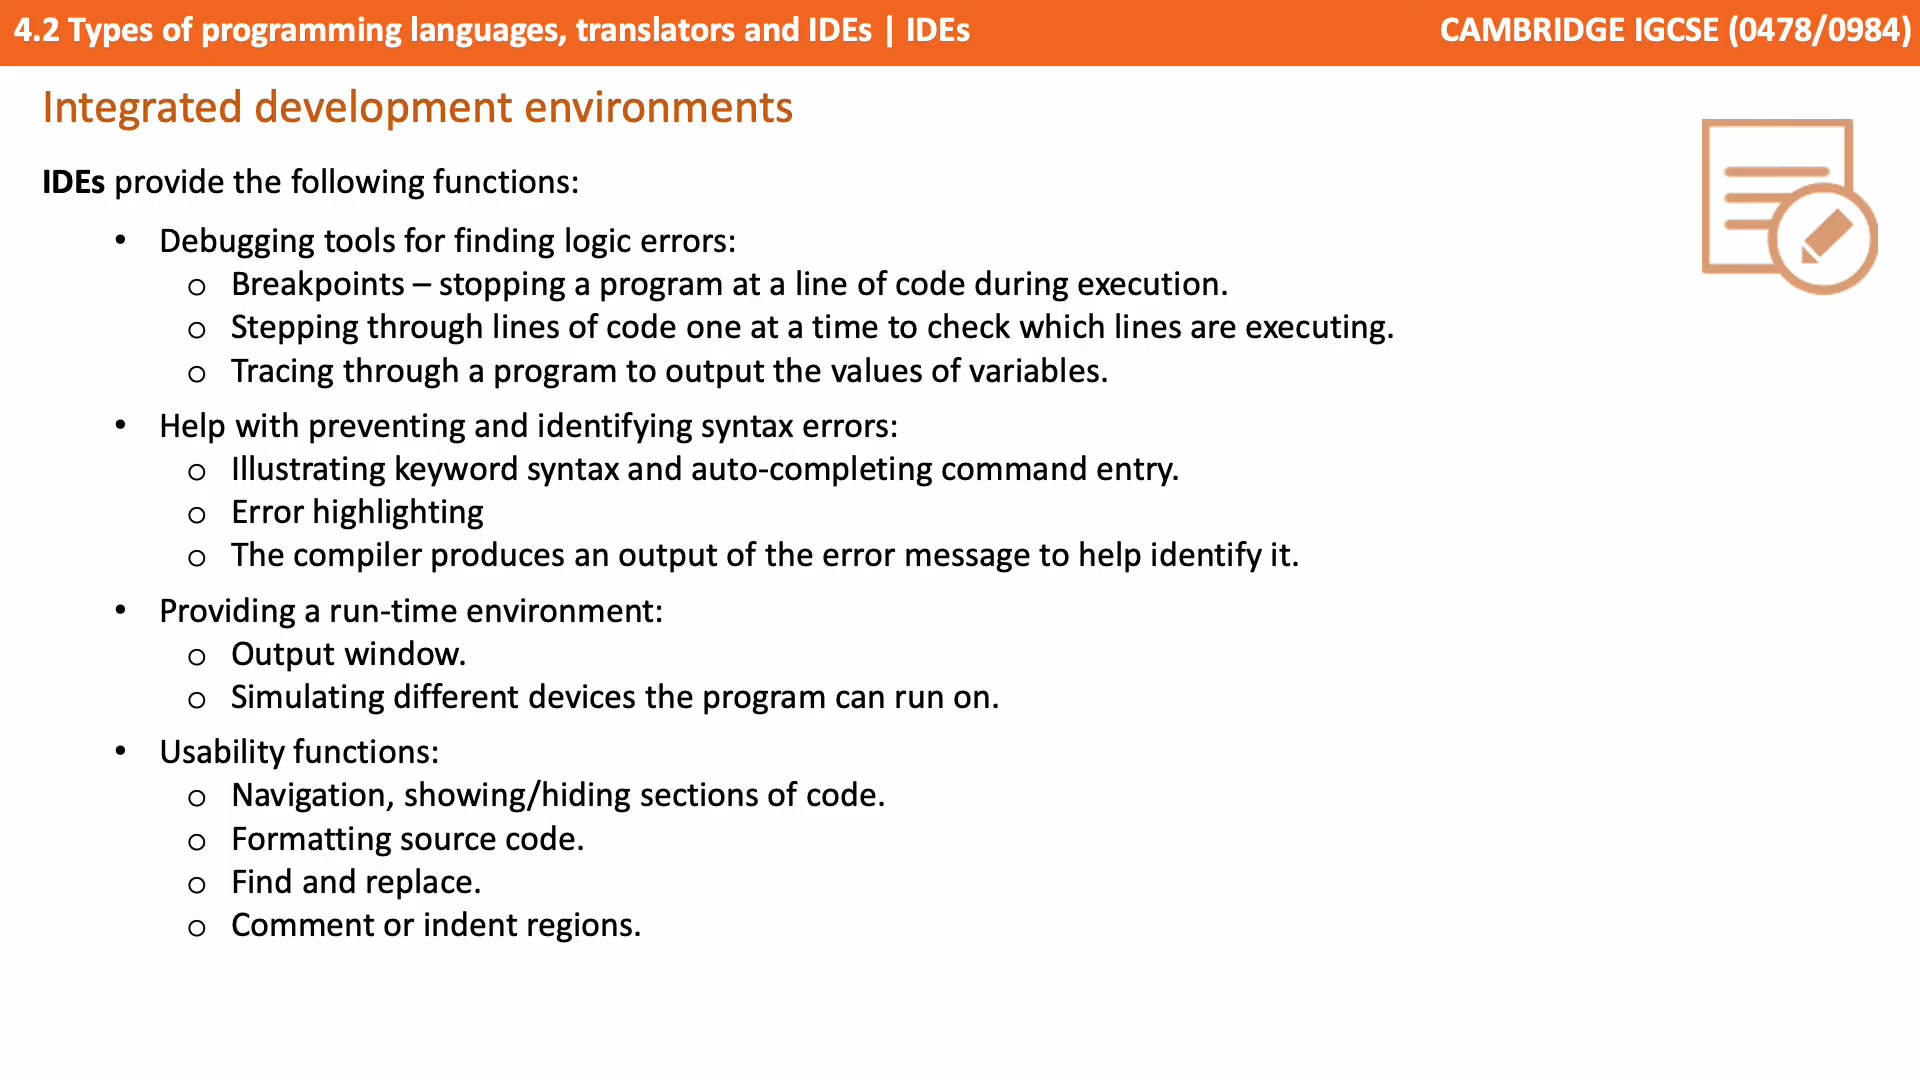 4.2 Types of programming languages, translators and IDEs | IDEs
CAMBRIDGE IGCSE (0478/0984)
Integrated development environments
IDEs provide the following functions:
• Debugging tools for finding logic errors:
o Breakpoints – stopping a program at a line of code during execution.
o Stepping through lines of code one at a time to check which lines are executing.
o Tracing through a program to output the values of variables.
• Help with preventing and identifying syntax errors:
o Illustrating keyword syntax and auto-completing command entry.
o Error highlighting
o The compiler produces an output of the error message to help identify it.
• Providing a run-time environment:
o Output window.
o Simulating different devices the program can run on.
• Usability functions:
o Navigation, showing/hiding sections of code.
o Formatting source code.
o Find and replace.
o Comment or indent regions.